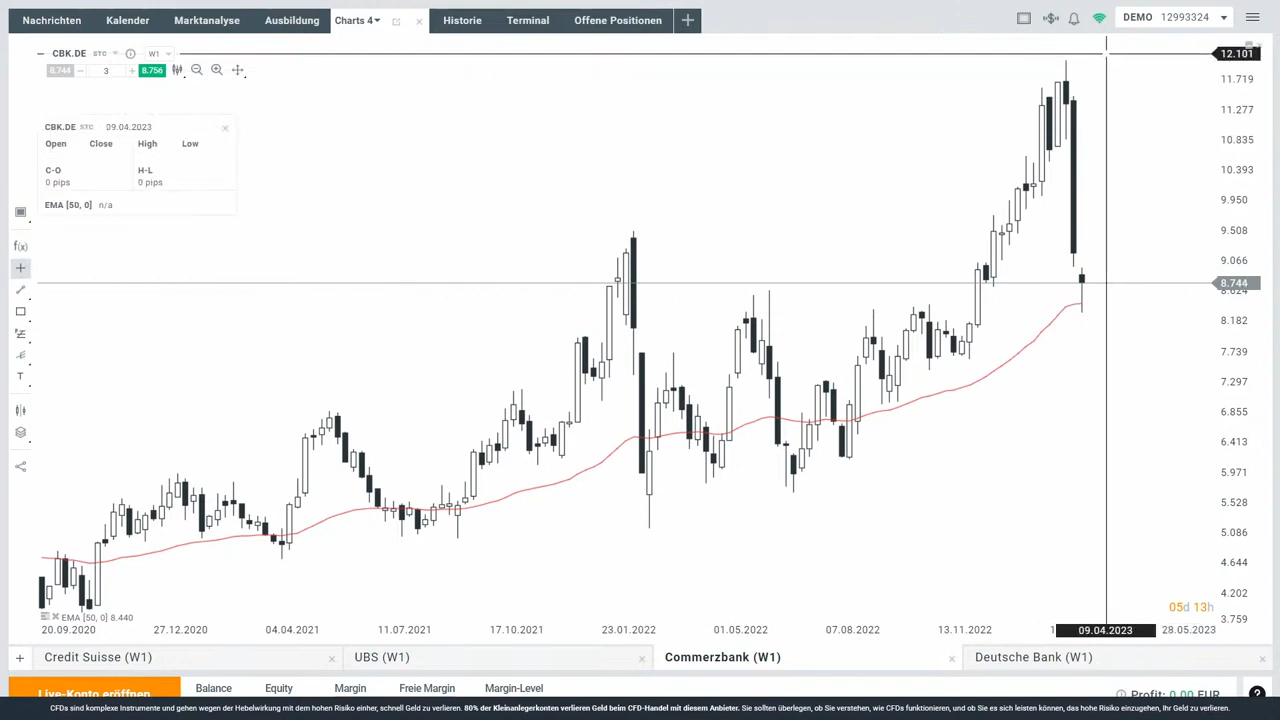 Nachrichten Kalender Marktanalyse Ausbildung Charts 4 Historie Terminal Offene Positionen DEMO 12993324
CBK.DE STC W1
8.744 3 8.756
CBK.DE STC 09.04.2023
Open Close High Low
C-O H-L
0 pips 0 pips
EMA [50, 0] n/a
f(x)
T
12.101
11.719
11.277
10.835
10.393
9.950
9.508
9.066
8.744
8.624
8.182
7.739
7.297
6.855
6.413
5.971
5.528
5.086
4.644
4.202
3.759
05d 13h
EMA [50, 0] 8.440
20.09.2020 27.12.2020 04.04.2021 11.07.2021 17.10.2021 23.01.2022 01.05.2022 07.08.2022 13.11.2022 09.04.2023 28.05.2023
Credit Suisse (W1) UBS (W1) Commerzbank (W1) Deutsche Bank (W1)
Live-Konto eröffnen Balance Equity Margin Freie Margin Margin-Level Profit: 0.00 EUR
CFDs sind komplexe Instrumente und gehen wegen der Hebelwirkung mit dem hohen Risiko einher, schnell Geld zu verlieren. 80% der Kleinanlegerkonten verlieren Geld beim CFD-Handel mit diesem Anbieter. Sie sollten überlegen, ob Sie verstehen, wie CFDs funktionieren, und ob Sie es sich leisten können, das hohe Risiko einzugehen, Ihr Geld zu verlieren.